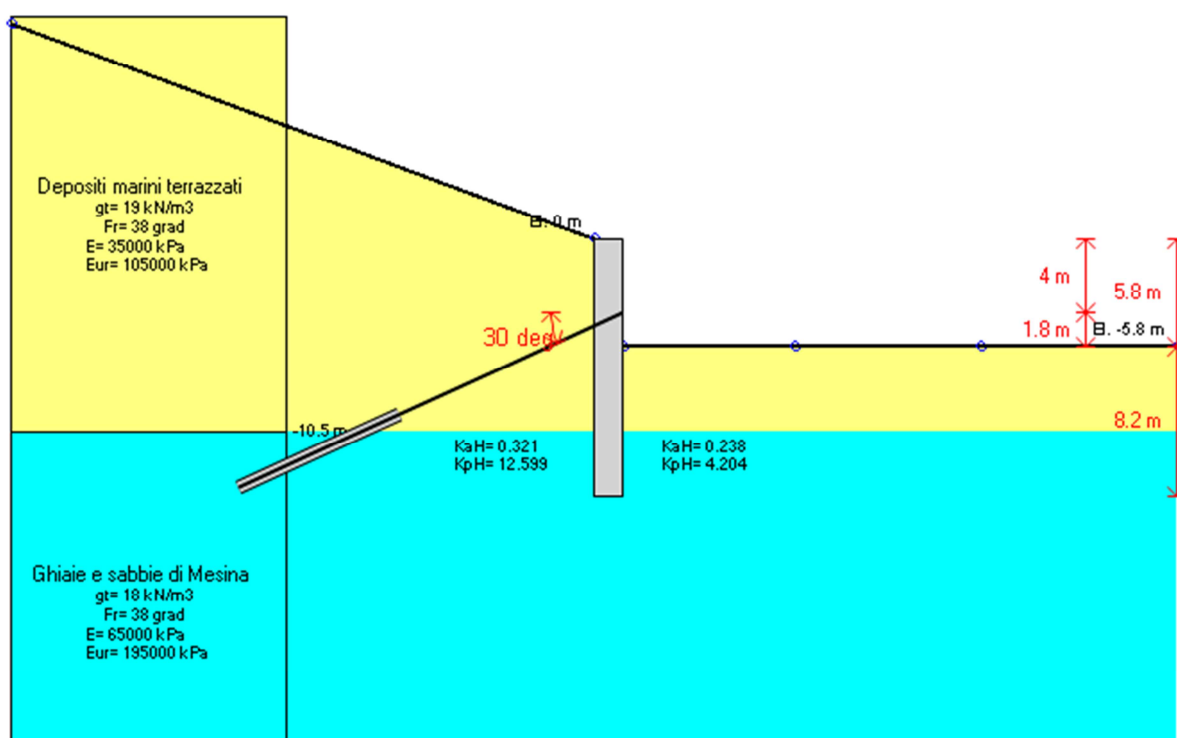 Depositi marini terrazzati
gt= 19 kN/m3
Fr= 38 grad
E= 35000 kPa
Eur= 105000 kPa
El. 0 m
4 m
5.8 m
30 deg
1.8 m
El. -5.8 m
-10.5 m
8.2 m
KaH= 0.321
KpH= 12.599
KaH= 0.238
KpH= 4.204
Ghiaie e sabbie di Mesina
gt= 18 kN/m3
Fr= 38 grad
E= 65000 kPa
Eur= 195000 kPa